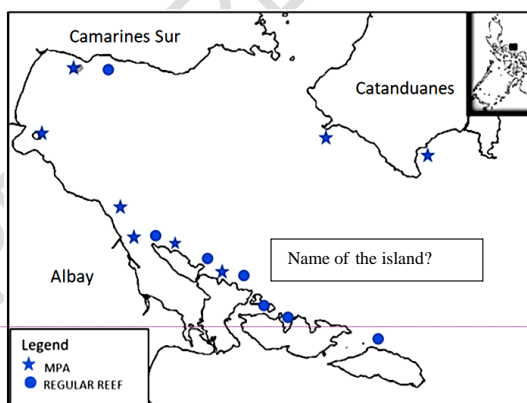 Camarines Sur
Catanduanes
Name of the island?
Albay
Legend
MPA
REGULAR REEF